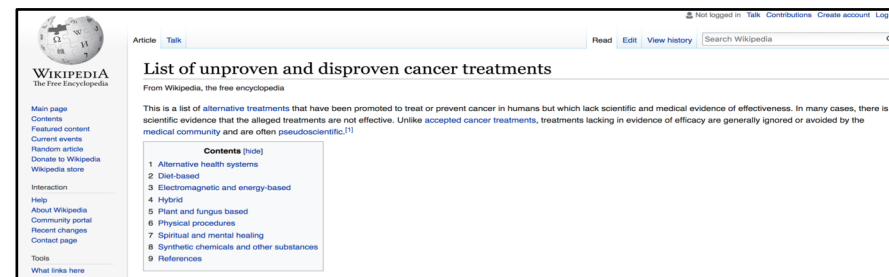 Not logged in Talk Contributions Create account Log
Article Talk
Read Edit View history Search Wikipedia
WIKIPEDIA
The Free Encyclopedia
List of unproven and disproven cancer treatments
From Wikipedia, the free encyclopedia
This is a list of alternative treatments that have been promoted to treat or prevent cancer in humans but which lack scientific and medical evidence of effectiveness. In many cases, there is
scientific evidence that the alleged treatments are not effective. Unlike accepted cancer treatments, treatments lacking in evidence of efficacy are generally ignored or avoided by the
medical community and are often pseudoscientific.[1]
Contents [hide]
1 Alternative health systems
2 Diet-based
3 Electromagnetic and energy-based
4 Hybrid
5 Plant and fungus based
6 Physical procedures
7 Spiritual and mental healing
8 Synthetic chemicals and other substances
9 References
Main page
Contents
Featured content
Current events
Random article
Donate to Wikipedia
Wikipedia store
Interaction
Help
About Wikipedia
Community portal
Recent changes
Contact page
Tools
What links here